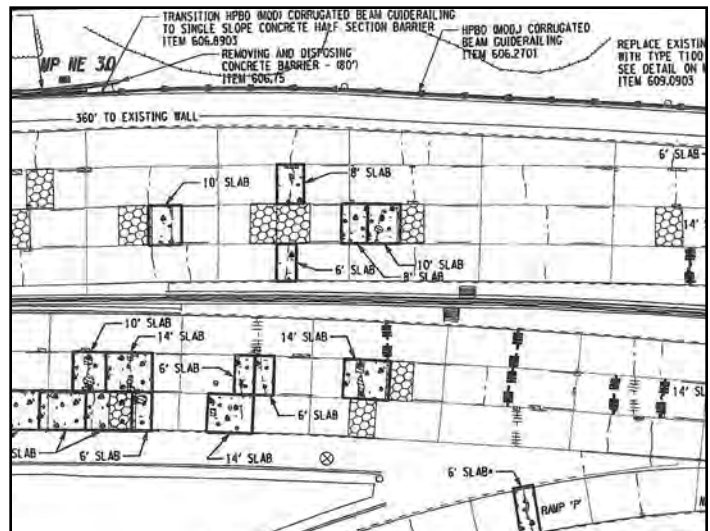 TRANSITION HPBO (MOD) CORRUGATED BEAM GUIDERAILING
TO SINGLE SLOPE CONCRETE HALF SECTION BARRIER
ITEM 606.8903
REMOVING AND DISPOSING
CONCRETE BARRIER - (80')
ITEM 606.75
HPBO (MOD.) CORRUGATED
BEAM GUIDERAILING
ITEM 606.2701
REPLACE EXISTIN
WITH TYPE T100
SEE DETAIL ON
ITEM 609.0903
MP NE 30
360' TO EXISTING WALL
6' SLAB
10' SLAB
8' SLAB
14'
6' SLAB
10' SLAB
8' SLAB
10' SLAB
14' SLAB
14' SLAB
6' SLAB
14' S
6' SLAB
SLAB
6' SLAB
14' SLAB
6' SLAB
RAMP 'P'